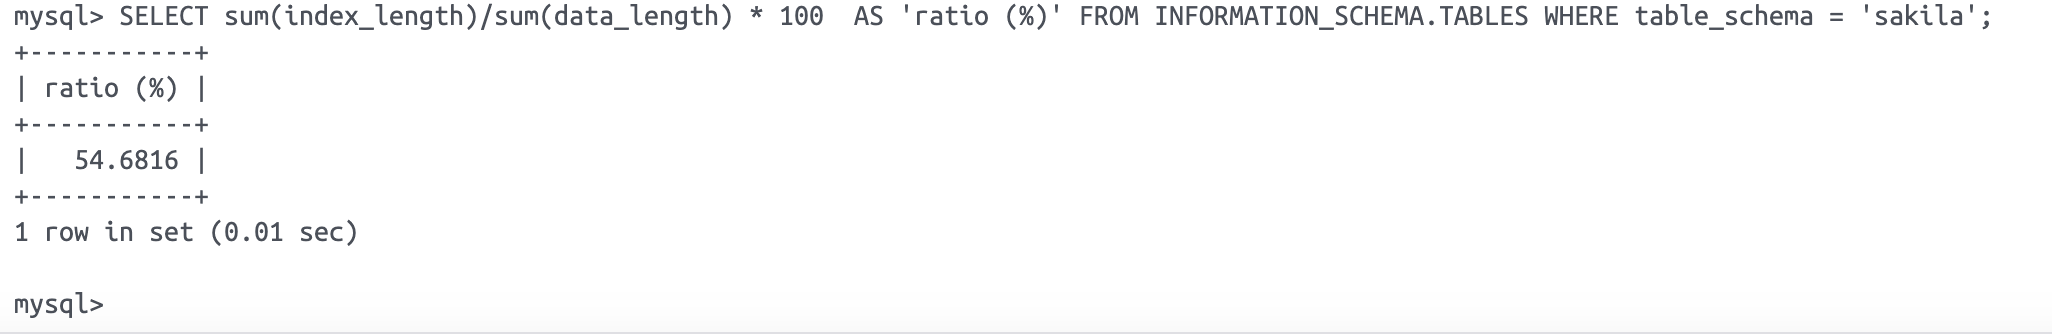 mysql> SELECT sum(index_length)/sum(data_length) * 100  AS 'ratio (%)' FROM INFORMATION_SCHEMA.TABLES WHERE table_schema = 'sakila';
+-----------+
| ratio (%) |
+-----------+
|   54.6816 |
+-----------+
1 row in set (0.01 sec)

mysql>